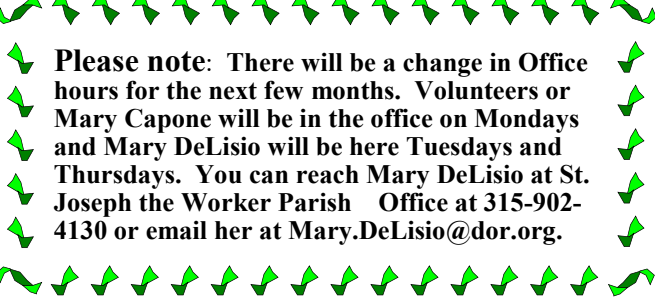 Please note:  There will be a change in Office
hours for the next few months.  Volunteers or
Mary Capone will be in the office on Mondays
and Mary DeLisio will be here Tuesdays and
Thursdays.  You can reach Mary DeLisio at St.
Joseph the Worker Parish    Office at 315-902-
4130 or email her at Mary.DeLisio@dor.org.